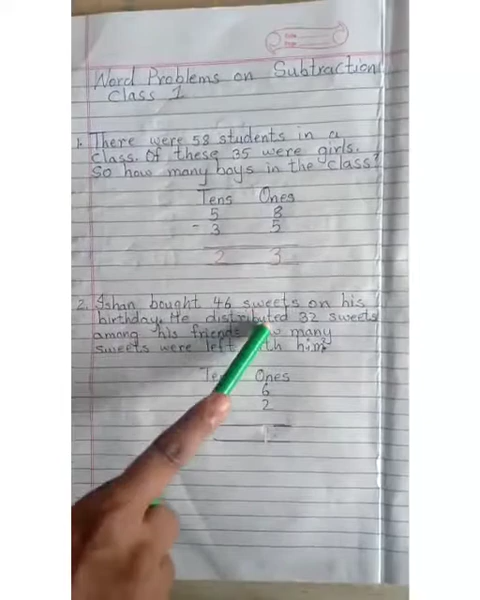 Word Problems on Subtraction
Class 1
1. There were 58 students in a
class. Of these 35 were girls.
So how many boys in the class?
Tens Ones
5 8
- 3 5
2 3
2. Ishan bought 46 sweets on his
birthday. He distributed 32 sweets
among his friends many
sweets were left him.
Ones
6
2